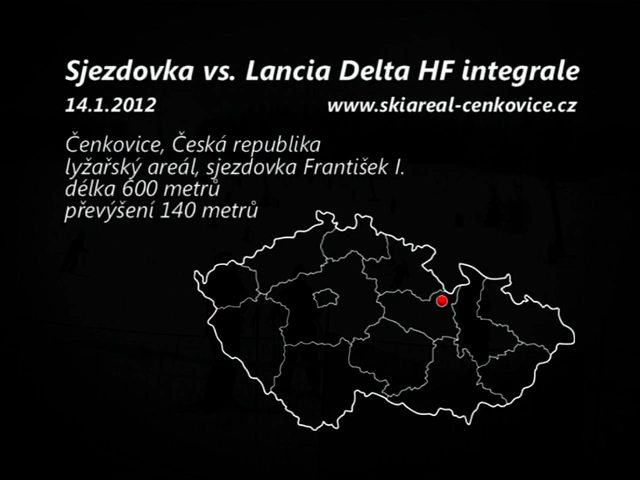 Sjezdovka vs. Lancia Delta HF integrale
14.1.2012 www.skiareal-cenkovice.cz
Čenkovice, Česká republika
lyžařský areál, sjezdovka František I.
délka 600 metrů
převýšení 140 metrů